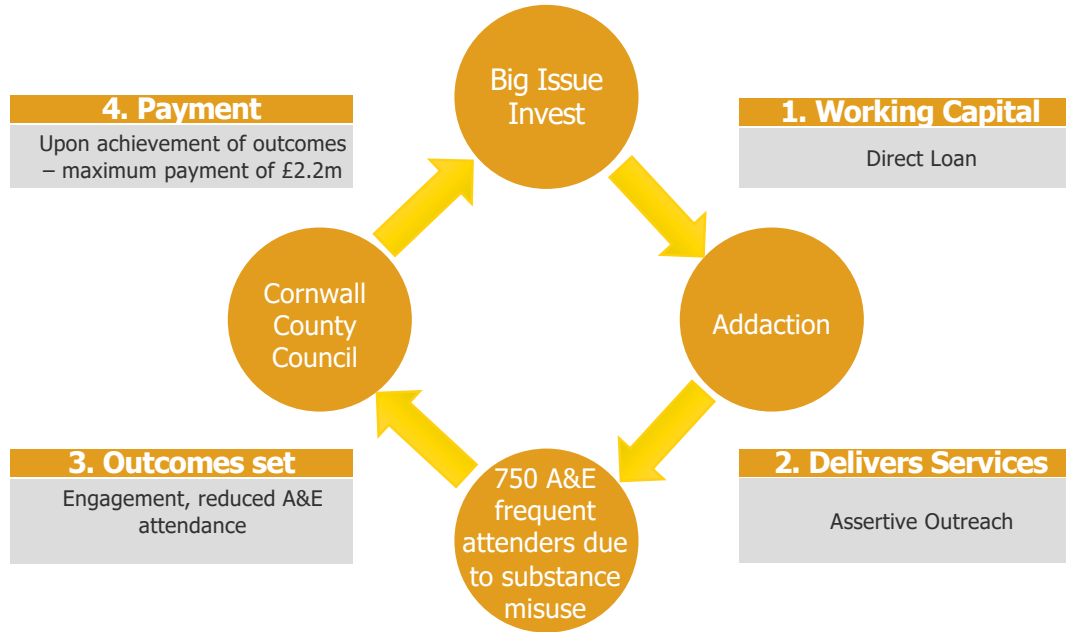 Big Issue
Invest
4. Payment
Upon achievement of outcomes
– maximum payment of £2.2m
1. Working Capital
Direct Loan
Cornwall
County
Council
Addaction
3. Outcomes set
Engagement, reduced A&E
attendance
750 A&E
frequent
attenders due
to substance
misuse
2. Delivers Services
Assertive Outreach